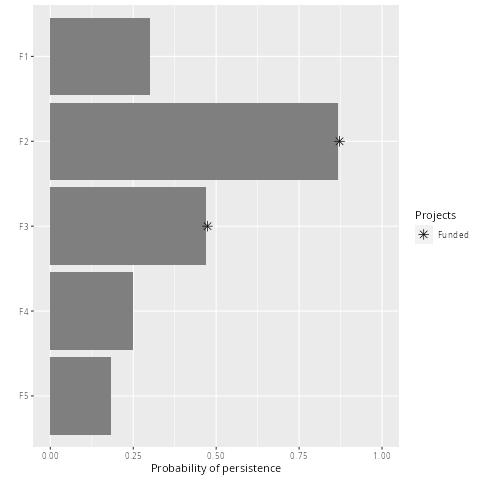 F1
F2
F3
F4
F5
0.00 0.25 0.50 0.75 1.00
Probability of persistence
Projects
Funded